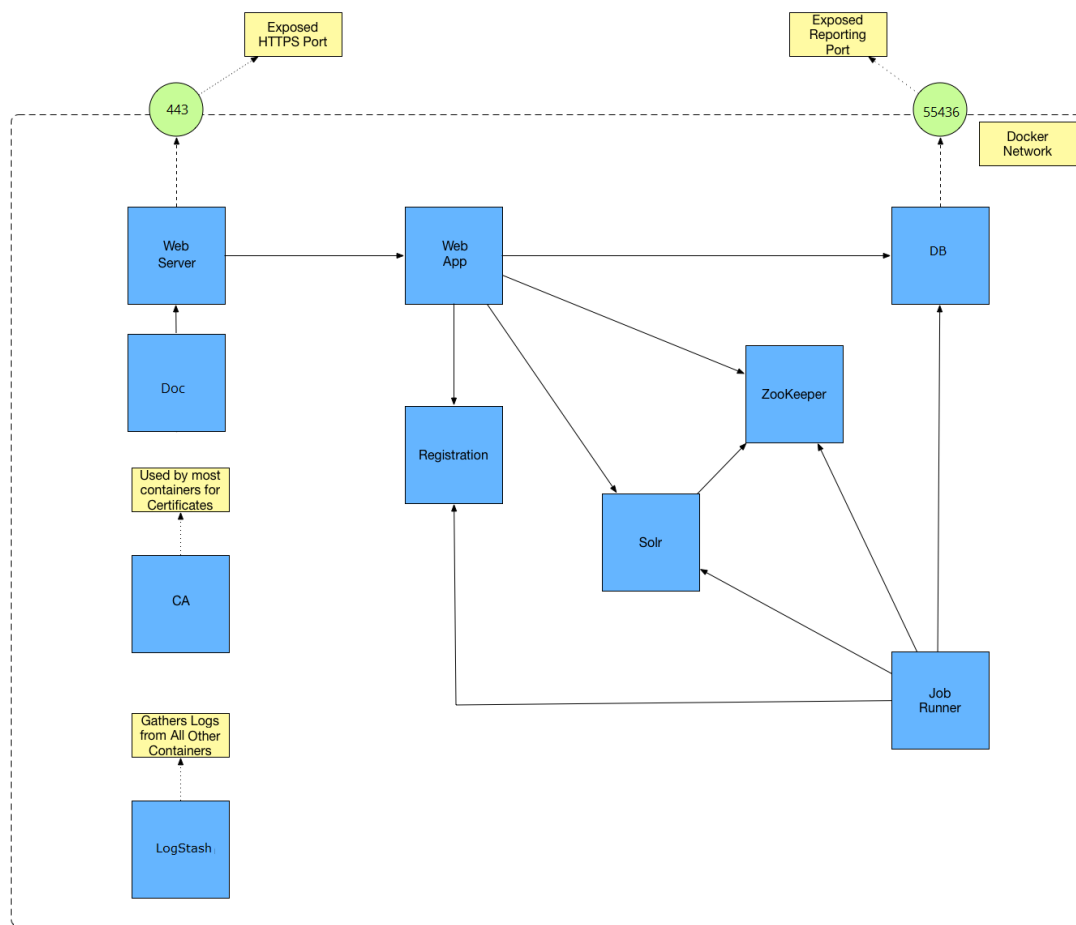 Exposed
HTTPS Port
Exposed
Reporting
Port
443
55436
Docker
Network
Web
Server
Web
App
DB
Doc
ZooKeeper
Registration
Used by most
containers for
Certificates
Solr
CA
Job
Runner
Gathers Logs
from All Other
Containers
LogStash